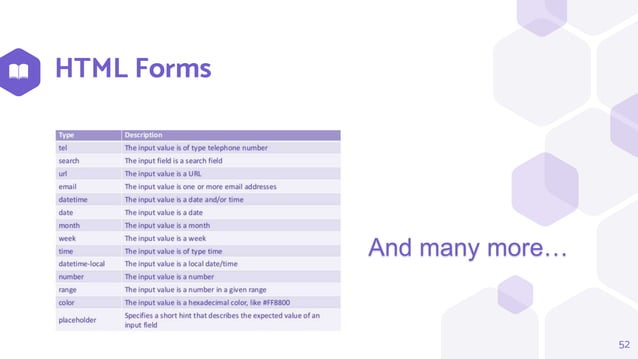 HTML Forms
Type Description
tel The input value is of type telephone number
search The input field is a search field
url The input value is a URL
email The input value is one or more email addresses
datetime The input value is a date and/or time
date The input value is a date
month The input value is a month
week The input value is a week
time The input value is of type time
datetime-local The input value is a local date/time
number The input value is a number
range The input value is a number in a given range
color The input value is a hexadecimal color, like #FF8800
placeholder Specifies a short hint that describes the expected value of an
input field
And many more…
52